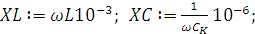 XL := ωL10⁻³; XC := 1/(ωC_K) 10⁻⁶;